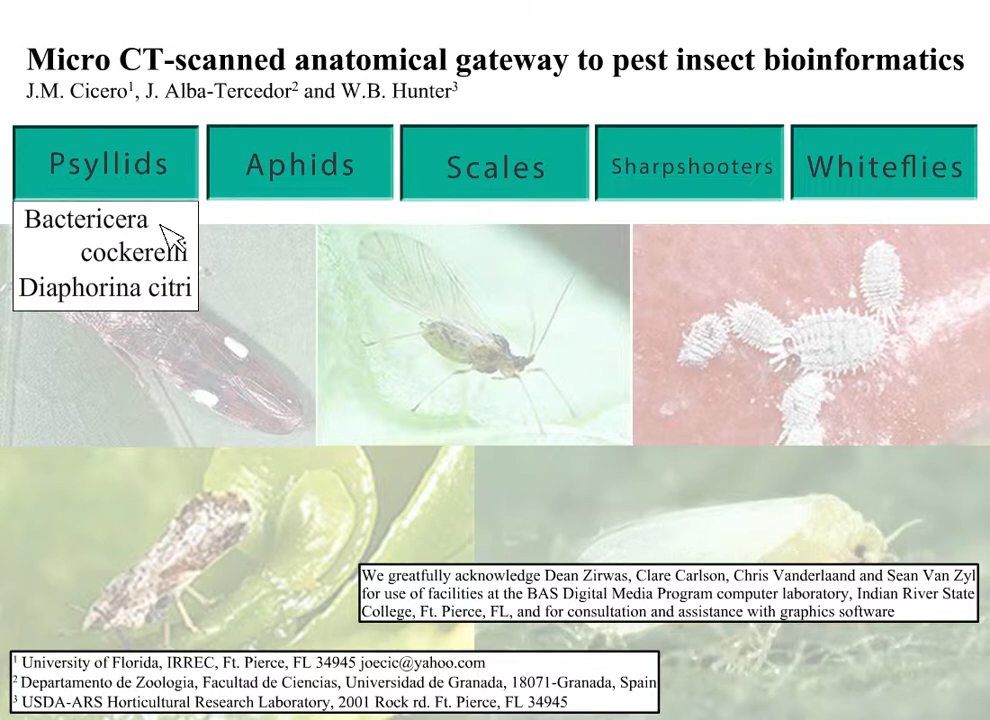 Micro CT-scanned anatomical gateway to pest insect bioinformatics
J.M. Cicero¹, J. Alba-Tercedor² and W.B. Hunter³
Psyllids
Aphids
Scales
Sharpshooters
Whiteflies
Bactericera
cockerelli
Diaphorina citri
We greatfully acknowledge Dean Zirwas, Clare Carlson, Chris Vanderlaand and Sean Van Zyl
for use of facilities at the BAS Digital Media Program computer laboratory, Indian River State
College, Ft. Pierce, FL, and for consultation and assistance with graphics software
¹ University of Florida, IRREC, Ft. Pierce, FL 34945 joecic@yahoo.com
² Departamento de Zoologia, Facultad de Ciencias, Universidad de Granada, 18071-Granada, Spain
³ USDA-ARS Horticultural Research Laboratory, 2001 Rock rd. Ft. Pierce, FL 34945